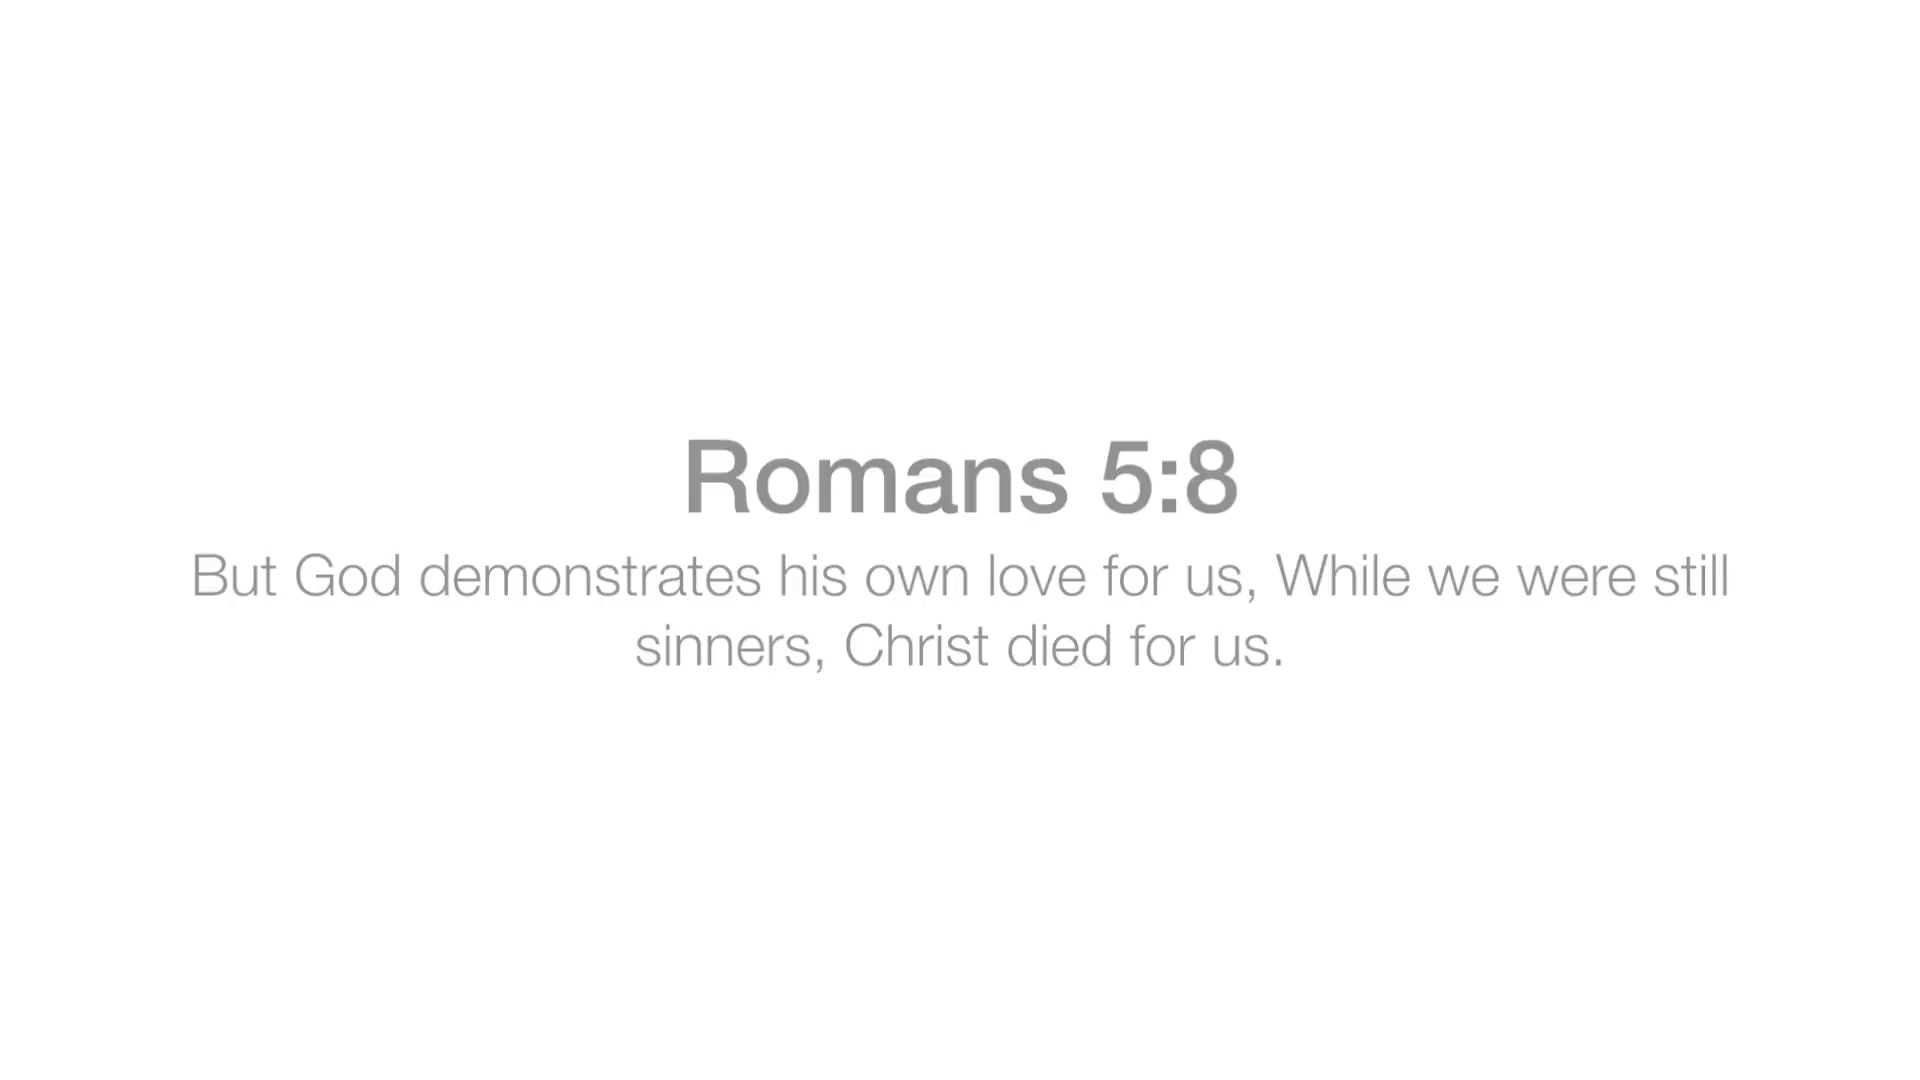 Romans 5:8
But God demonstrates his own love for us, While we were still
sinners, Christ died for us.